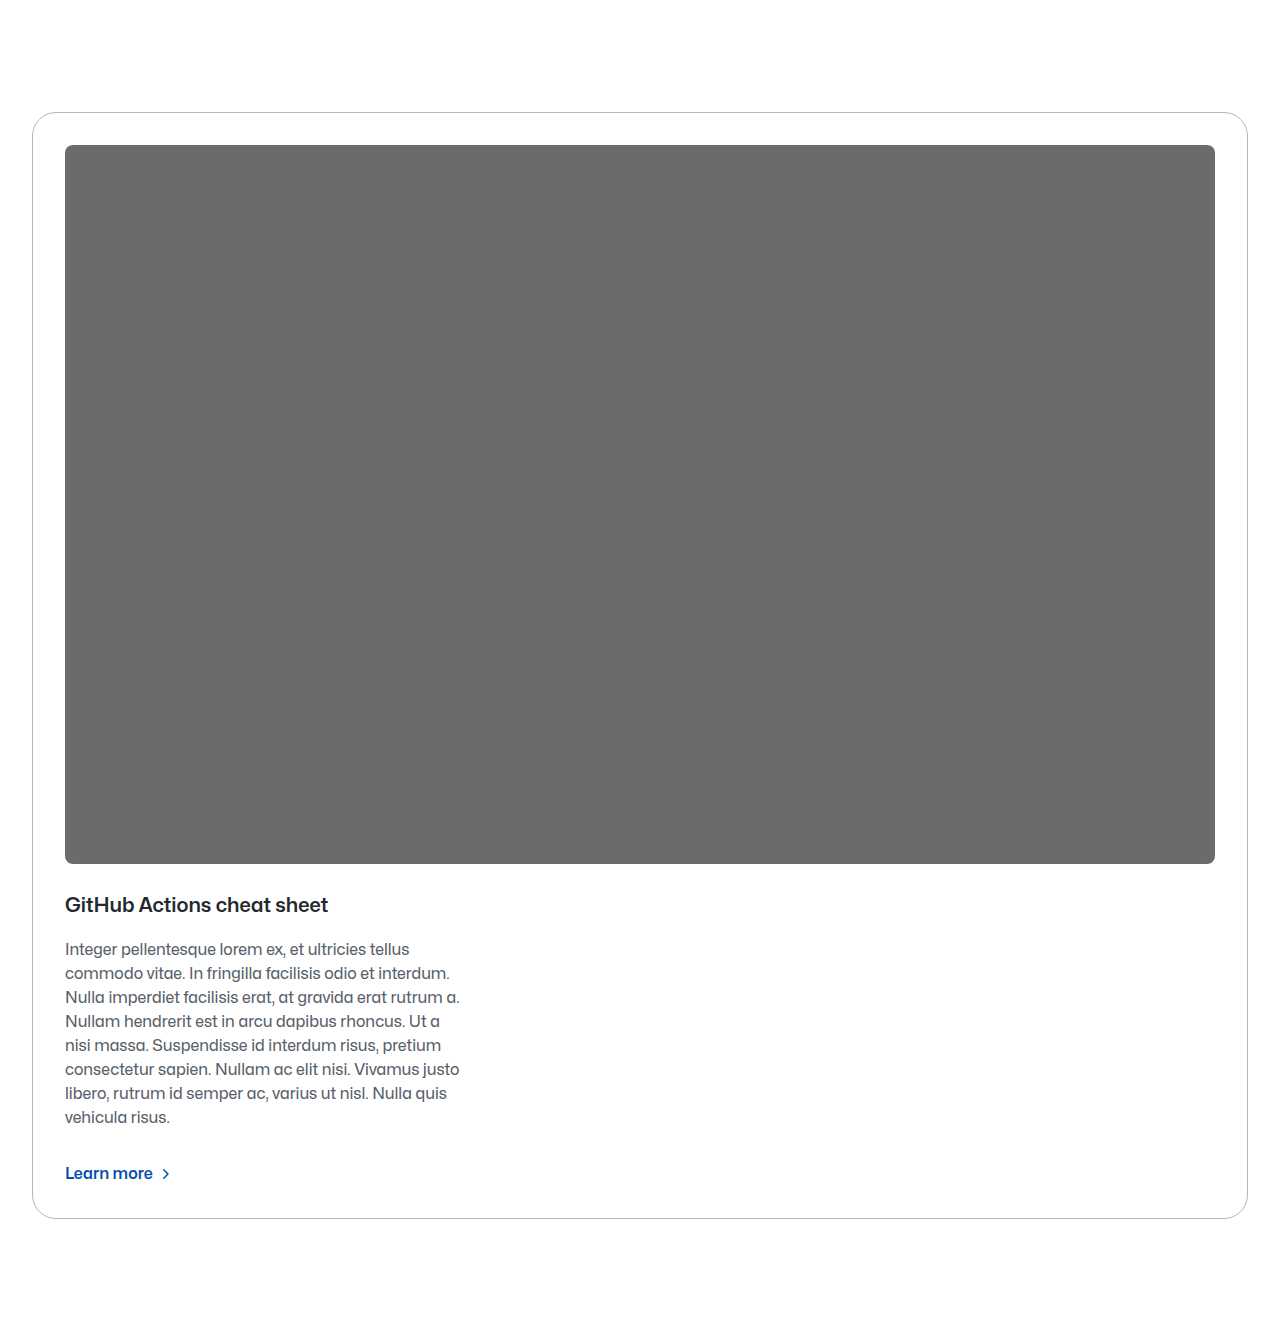 GitHub Actions cheat sheet
Integer pellentesque lorem ex, et ultricies tellus
commodo vitae. In fringilla facilisis odio et interdum.
Nulla imperdiet facilisis erat, at gravida erat rutrum a.
Nullam hendrerit est in arcu dapibus rhoncus. Ut a
nisi massa. Suspendisse id interdum risus, pretium
consectetur sapien. Nullam ac elit nisi. Vivamus justo
libero, rutrum id semper ac, varius ut nisl. Nulla quis
vehicula risus.
Learn more